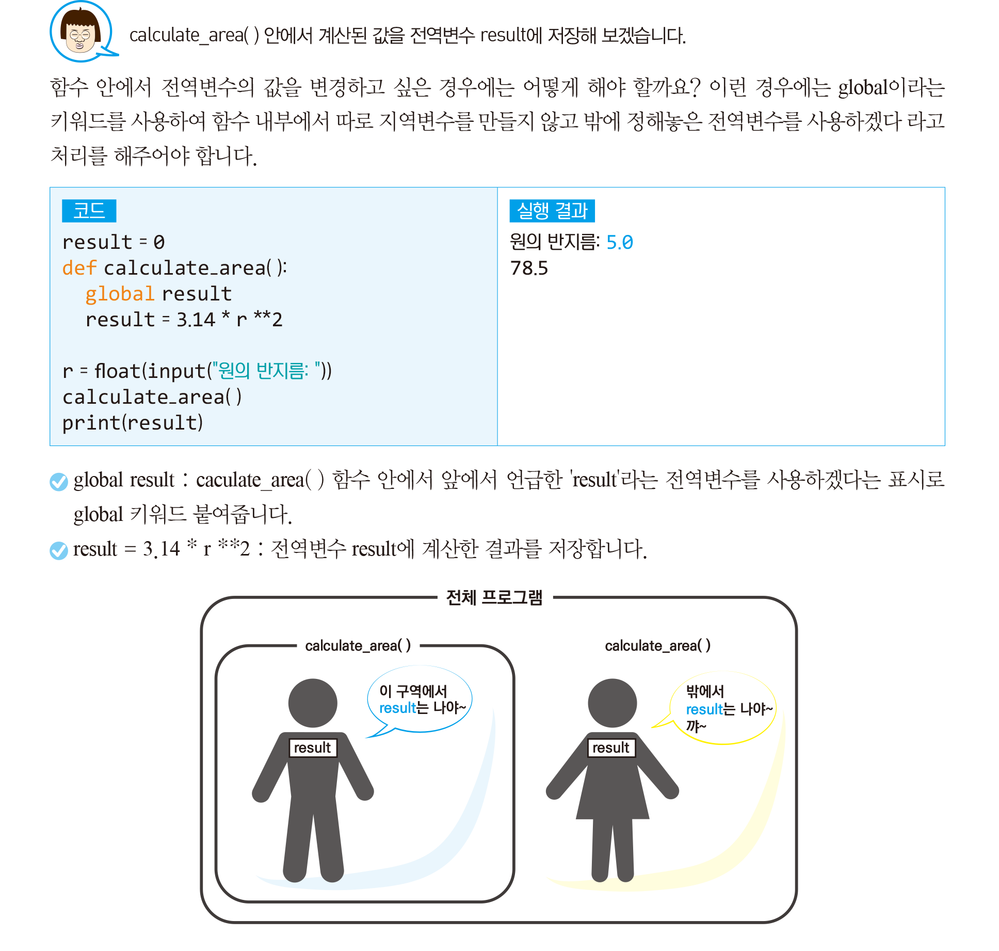 calculate_area( ) 안에서 계산된 값을 전역변수 result에 저장해 보겠습니다.
함수 안에서 전역변수의 값을 변경하고 싶은 경우에는 어떻게 해야 할까요? 이런 경우에는 global이라는
키워드를 사용하여 함수 내부에서 따로 지역변수를 만들지 않고 밖에 정해놓은 전역변수를 사용하겠다 라고
처리를 해주어야 합니다.
코드
result = 0
def calculate_area( ):
global result
result = 3.14 * r **2
r = float(input("원의 반지름: "))
calculate_area( )
print(result)
실행 결과
원의 반지름: 5.0
78.5
global result : caculate_area( ) 함수 안에서 앞에서 언급한 'result'라는 전역변수를 사용하겠다는 표시로
global 키워드 붙여줍니다.
result = 3.14 * r **2 : 전역변수 result에 계산한 결과를 저장합니다.
전체 프로그램
calculate_area( )
이 구역에서
result는 나야~
result
calculate_area( )
밖에서
result는 나야~
꺄~
result